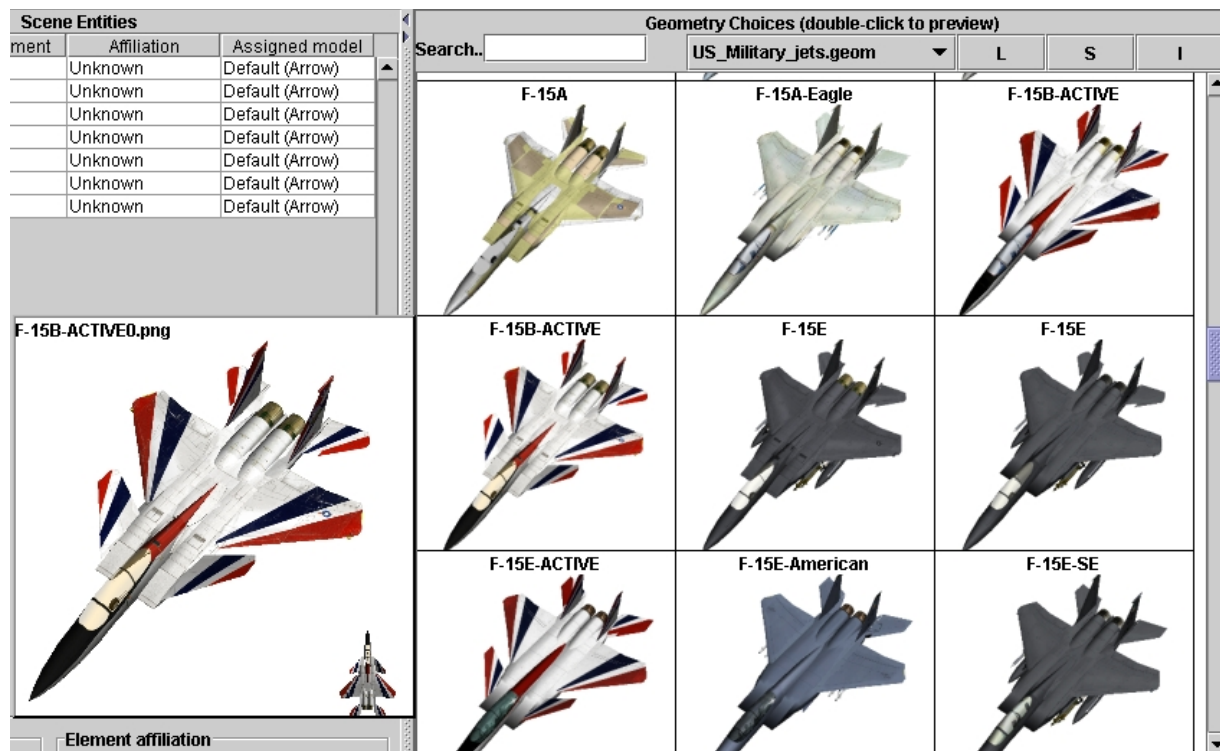 Scene Entities
ment Affiliation Assigned model
Unknown Default (Arrow)
Unknown Default (Arrow)
Unknown Default (Arrow)
Unknown Default (Arrow)
Unknown Default (Arrow)
Unknown Default (Arrow)
Unknown Default (Arrow)
F-15B-ACTIVE0.png
Element affiliation
Geometry Choices (double-click to preview)
Search.. US_Military_jets.geom L S I
F-15A F-15A-Eagle F-15B-ACTIVE
F-15B-ACTIVE F-15E F-15E
F-15E-ACTIVE F-15E-American F-15E-SE